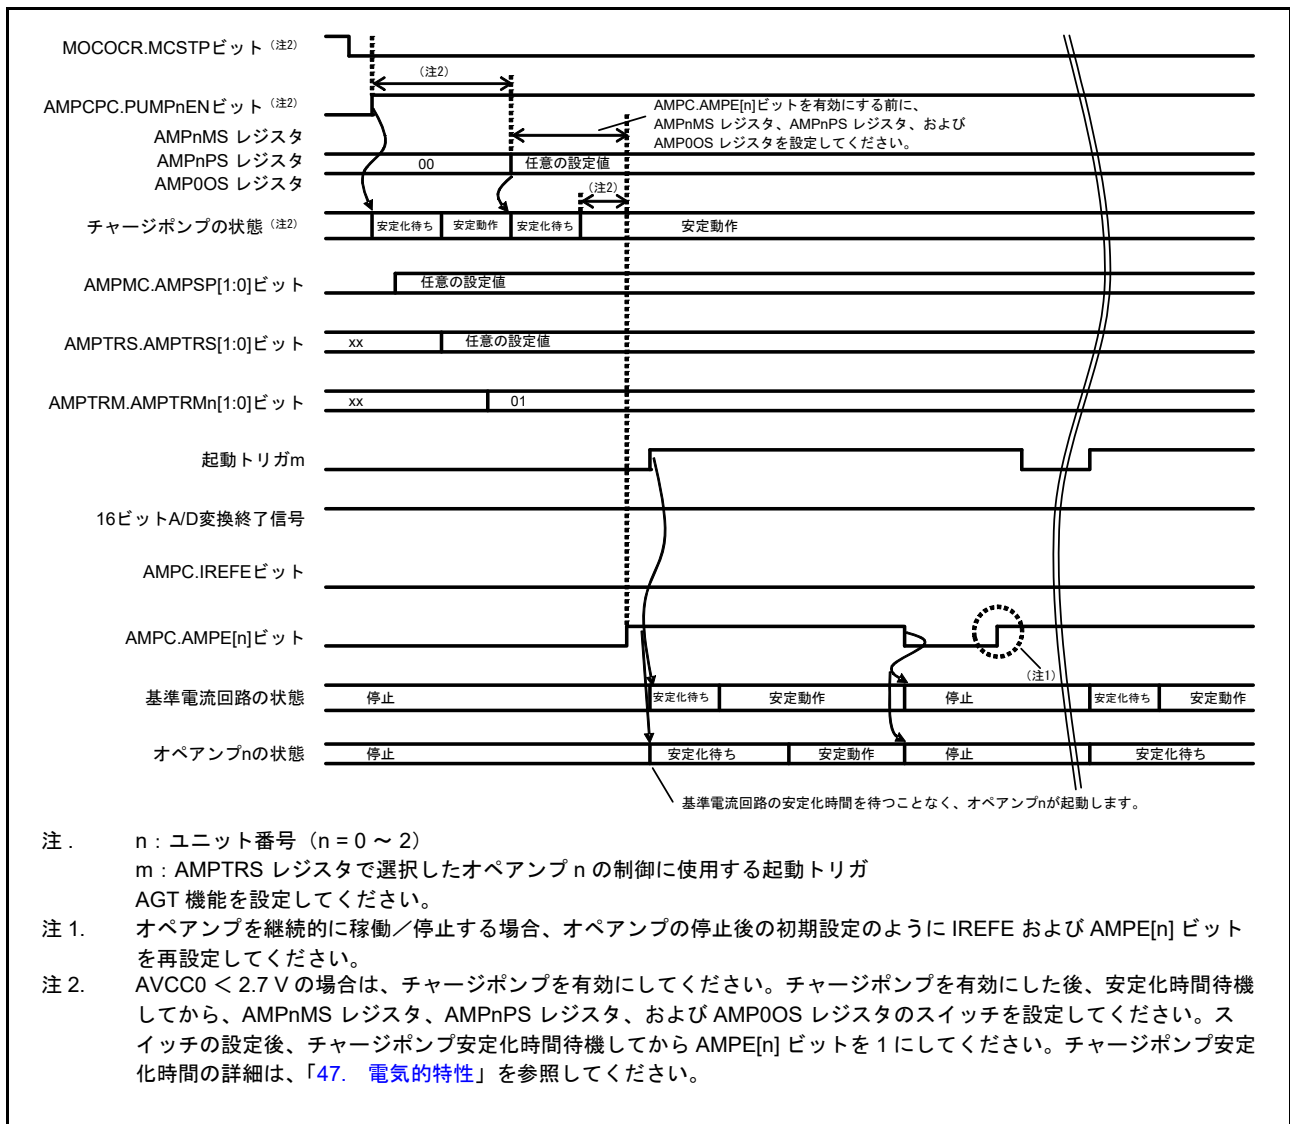 MOCOCR.MCSTPビット（注2）
（注2）
AMPCPC.PUMPnENビット（注2）
AMPC.AMPE[n]ビットを有効にする前に、
AMPnMS レジスタ、AMPnPS レジスタ、および
AMP0OS レジスタを設定してください。
AMPnMS レジスタ
AMPnPS レジスタ
AMP0OS レジスタ
00
任意の設定値
（注2）
チャージポンプの状態（注2）
安定化待ち
安定動作
安定化待ち
安定動作
AMPMC.AMPSP[1:0]ビット
任意の設定値
AMPTRS.AMPTRS[1:0]ビット
xx
任意の設定値
AMPTRM.AMPTRMn[1:0]ビット
xx
01
起動トリガm
16ビットA/D変換終了信号
AMPC.IREFEビット
AMPC.AMPE[n]ビット
（注1）
基準電流回路の状態
停止
安定化待ち
安定動作
停止
安定化待ち
安定動作
オペアンプnの状態
停止
安定化待ち
安定動作
停止
安定化待ち
基準電流回路の安定化時間を待つことなく、オペアンプnが起動します。
注 . n：ユニット番号（n = 0 ～ 2）
m：AMPTRS レジスタで選択したオペアンプ n の制御に使用する起動トリガ
AGT 機能を設定してください。
注 1. オペアンプを継続的に稼働／停止する場合、オペアンプの停止後の初期設定のように IREFE および AMPE[n] ビット
を再設定してください。
注 2. AVCC0 ＜ 2.7 V の場合は、チャージポンプを有効にしてください。チャージポンプを有効にした後、安定化時間待機
してから、AMPnMS レジスタ、AMPnPS レジスタ、および AMP0OS レジスタのスイッチを設定してください。ス
イッチの設定後、チャージポンプ安定化時間待機してから AMPE[n] ビットを 1 にしてください。チャージポンプ安定
化時間の詳細は、「47. 電気的特性」を参照してください。